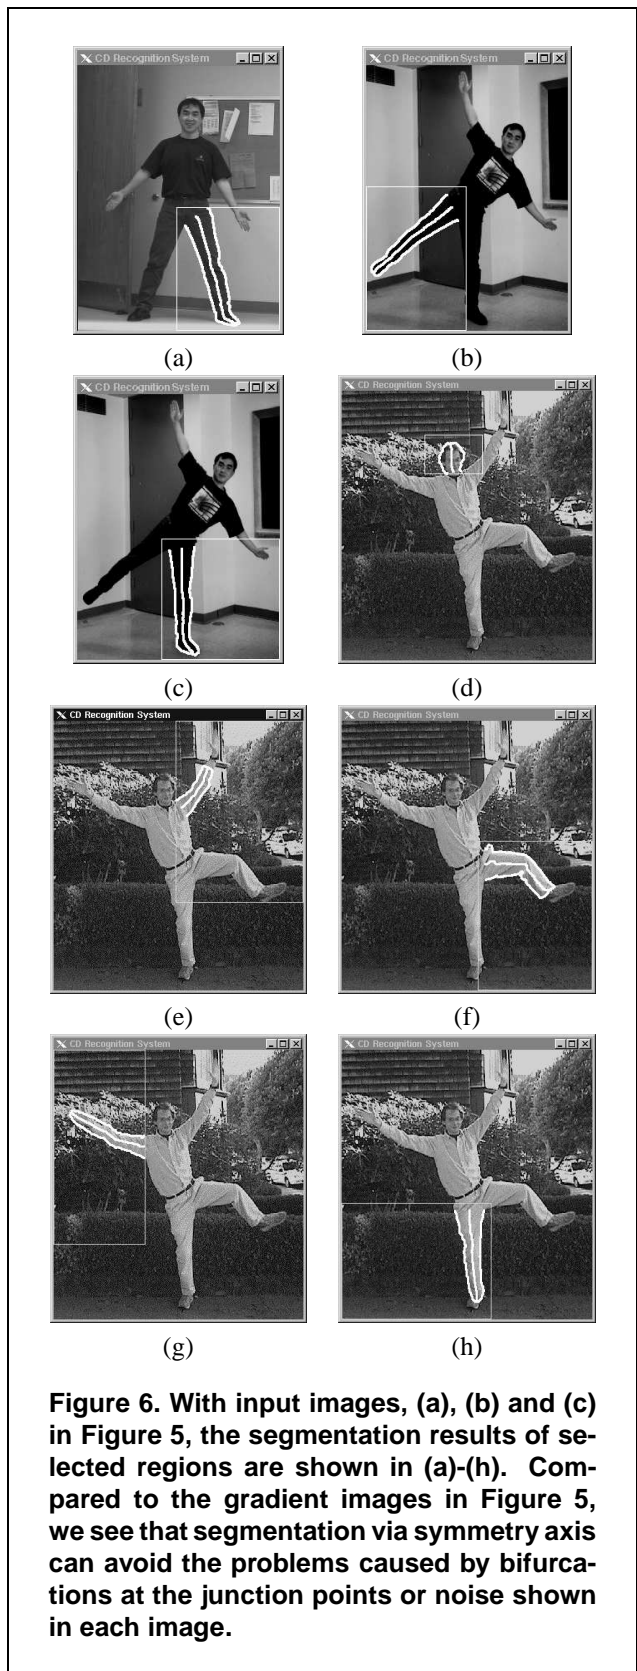 CD Recognition System
CD Recognition System
(a)
(b)
CD Recognition System
CD Recognition System
(c)
(d)
CD Recognition System
CD Recognition System
(e)
(f)
CD Recognition System
CD Recognition System
(g)
(h)
Figure 6. With input images, (a), (b) and (c)
in Figure 5, the segmentation results of se-
lected regions are shown in (a)-(h). Com-
pared to the gradient images in Figure 5,
we see that segmentation via symmetry axis
can avoid the problems caused by bifurca-
tions at the junction points or noise shown
in each image.